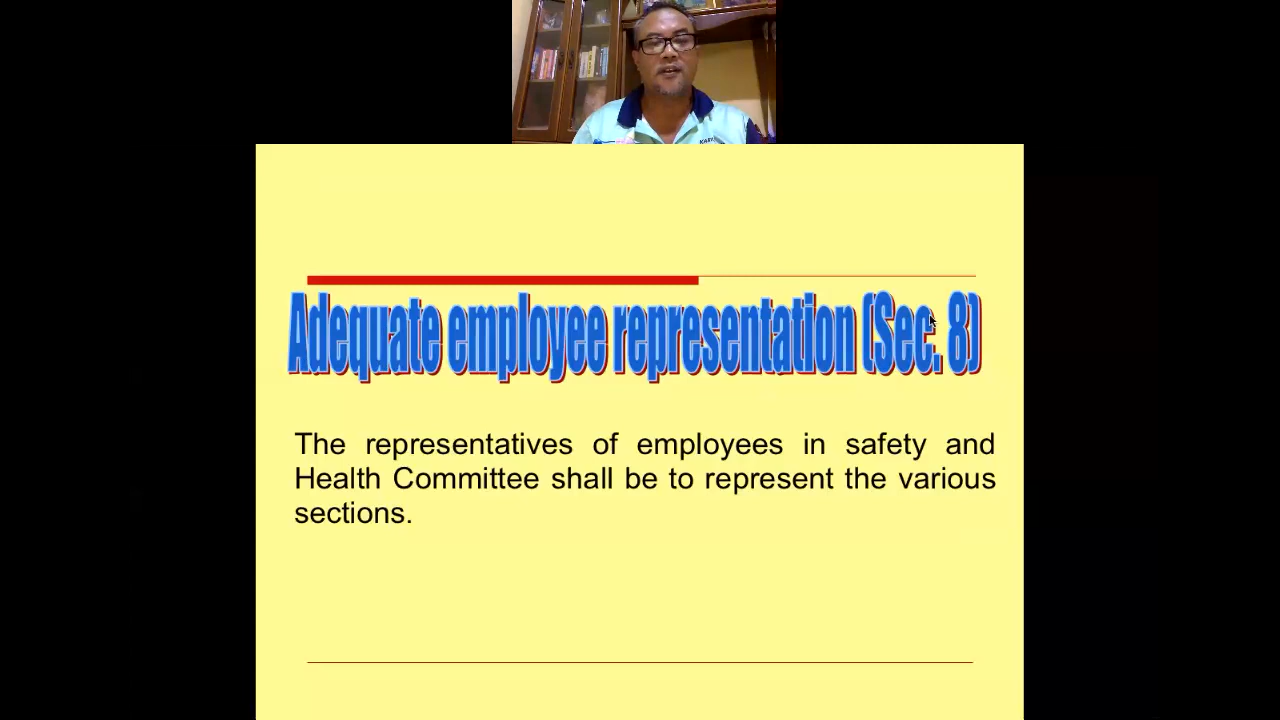 Adequate employee representation (Sec. 8)
The representatives of employees in safety and
Health Committee shall be to represent the various
sections.